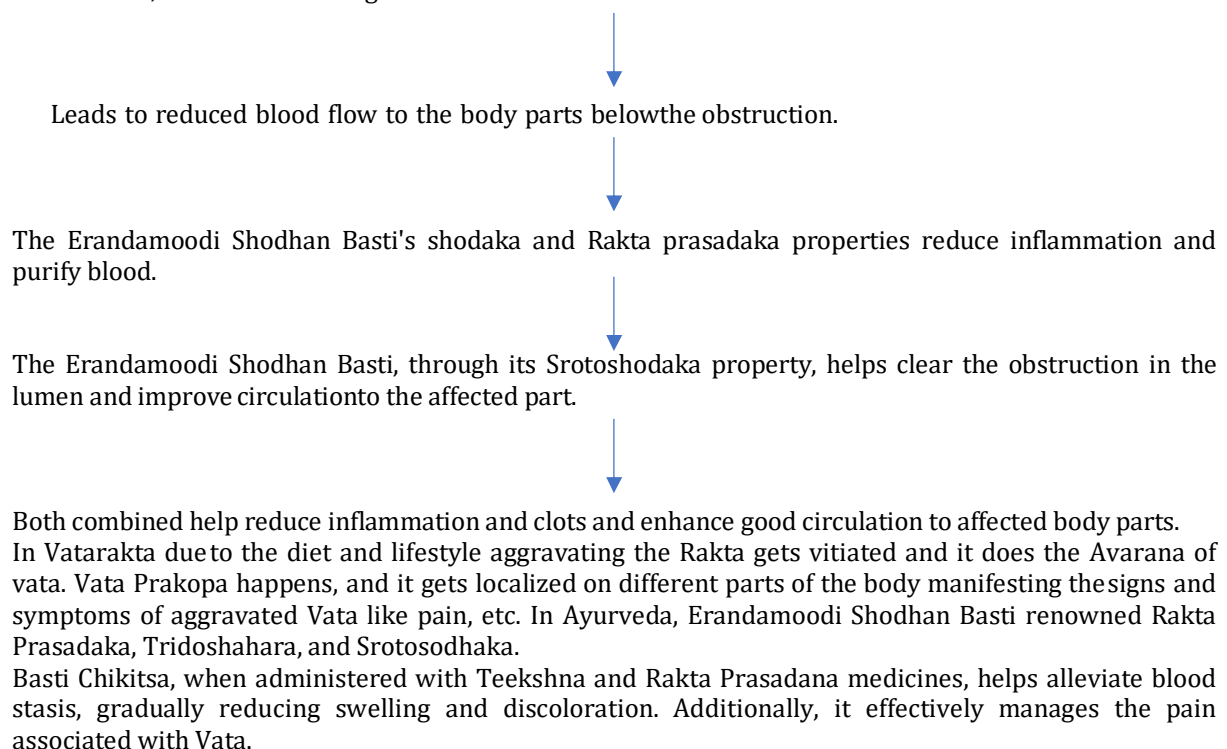 Leads to reduced blood flow to the body parts belowthe obstruction.
The Erandamoodi Shodhan Basti's shodaka and Rakta prasadaka properties reduce inflammation and
purify blood.
The Erandamoodi Shodhan Basti, through its Srotoshodaka property, helps clear the obstruction in the
lumen and improve circulationto the affected part.
Both combined help reduce inflammation and clots and enhance good circulation to affected body parts.
In Vatarakta dueto the diet and lifestyle aggravating the Rakta gets vitiated and it does the Avarana of
vata. Vata Prakopa happens, and it gets localized on different parts of the body manifesting thesigns and
symptoms of aggravated Vata like pain, etc. In Ayurveda, Erandamoodi Shodhan Basti renowned Rakta
Prasadaka, Tridoshahara, and Srotosodhaka.
Basti Chikitsa, when administered with Teekshna and Rakta Prasadana medicines, helps alleviate blood
stasis, gradually reducing swelling and discoloration. Additionally, it effectively manages the pain
associated with Vata.